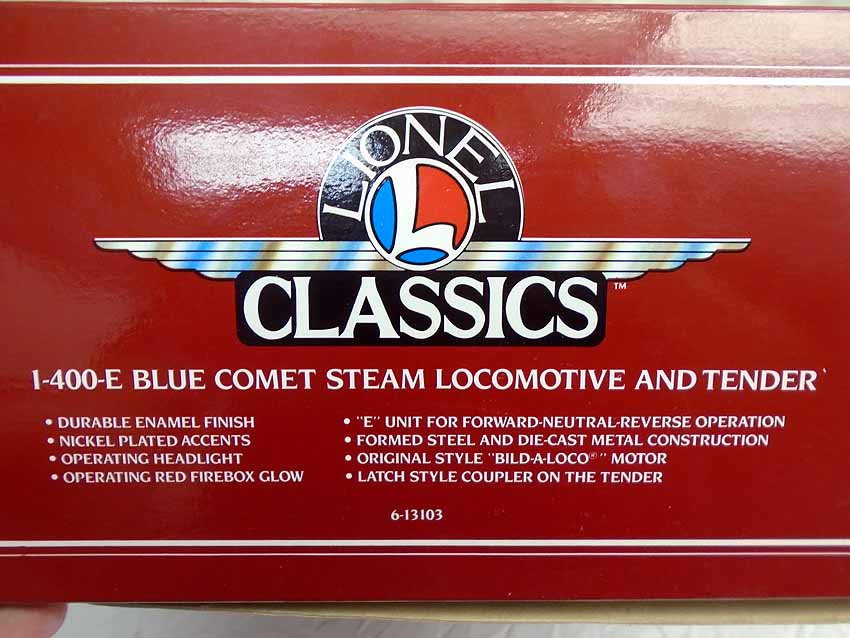 LIONEL
L
CLASSICS™
1-400-E BLUE COMET STEAM LOCOMOTIVE AND TENDER
• DURABLE ENAMEL FINISH
• NICKEL PLATED ACCENTS
• OPERATING HEADLIGHT
• OPERATING RED FIREBOX GLOW
• "E" UNIT FOR FORWARD-NEUTRAL-REVERSE OPERATION
• FORMED STEEL AND DIE-CAST METAL CONSTRUCTION
• ORIGINAL STYLE "BILD-A-LOCO®" MOTOR
• LATCH STYLE COUPLER ON THE TENDER
6-13103